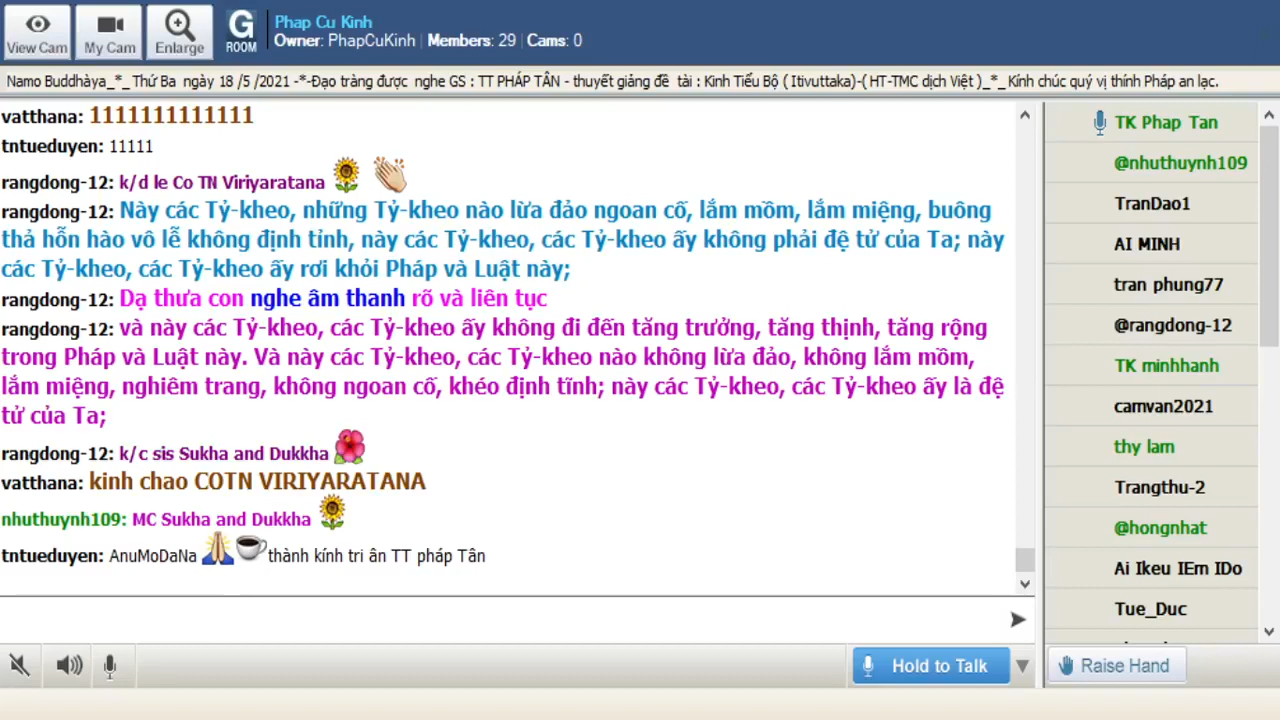 View Cam
My Cam
Enlarge
G
ROOM
Phap Cu Kinh
Owner: PhapCuKinh | Members: 29 | Cams: 0
Namo Buddhàya_*_ Thứ Ba ngày 18 /5 /2021 -*-Đạo tràng được nghe GS : TT PHÁP TÂN - thuyết giảng đề tài : Kinh Tiểu Bộ ( Itivuttaka)-( HT-TMC dịch Việt )_*_ Kính chúc quý vị thính Pháp an lạc.
vatthana: 1111111111111
tntueduyen: 11111
rangdong-12: k/d le Co TN Viriyaratana
rangdong-12: Này các Tỷ-kheo, những Tỷ-kheo nào lừa đảo ngoan cố, lắm mồm, lắm miệng, buông
thả hỗn hào vô lễ không định tỉnh, này các Tỷ-kheo, các Tỷ-kheo ấy không phải đệ tử của Ta; này
các Tỷ-kheo, các Tỷ-kheo ấy rơi khỏi Pháp và Luật này;
rangdong-12: Dạ thưa con nghe âm thanh rõ và liên tục
rangdong-12: và này các Tỷ-kheo, các Tỷ-kheo ấy không đi đến tăng trưởng, tăng thịnh, tăng rộng
trong Pháp và Luật này. Và này các Tỷ-kheo, các Tỷ-kheo nào không lừa đảo, không lắm mồm,
lắm miệng, nghiêm trang, không ngoan cố, khéo định tĩnh; này các Tỷ-kheo, các Tỷ-kheo ấy là đệ
tử của Ta;
rangdong-12: k/c sis Sukha and Dukkha
vatthana: kinh chao COTN VIRIYARATANA
nhuthuynh109: MC Sukha and Dukkha
tntueduyen: AnuMoDaNa thành kính tri ân TT pháp Tân
TK Phap Tan
@nhuthuynh109
TranDao1
AI MINH
tran phung77
@rangdong-12
TK minhhanh
camvan2021
thy lam
Trangthu-2
@hongnhat
Ai Ikeu IEm IDo
Tue_Duc
Hold to Talk
Raise Hand